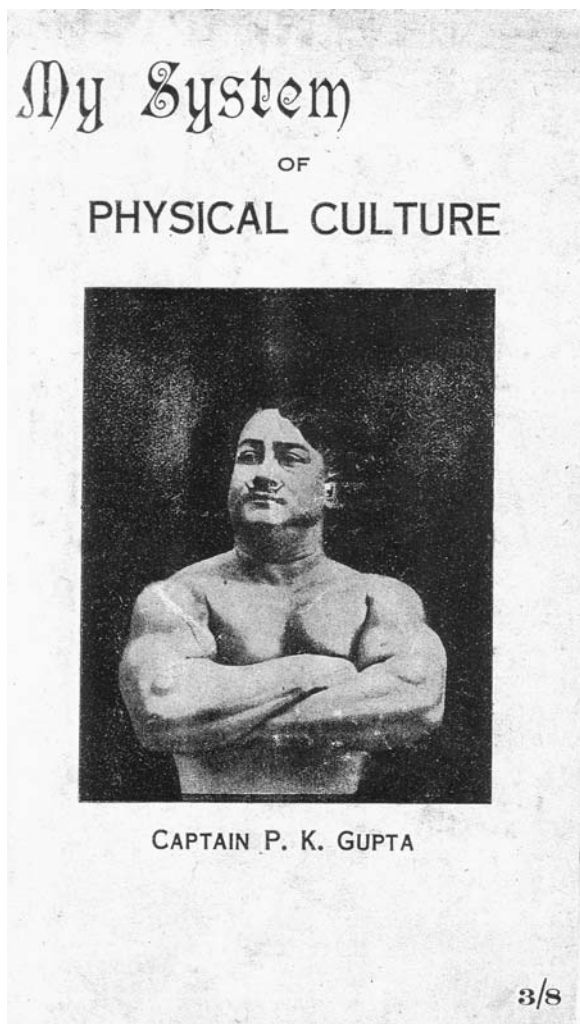 My System
OF
PHYSICAL CULTURE
CAPTAIN P. K. GUPTA
3/8